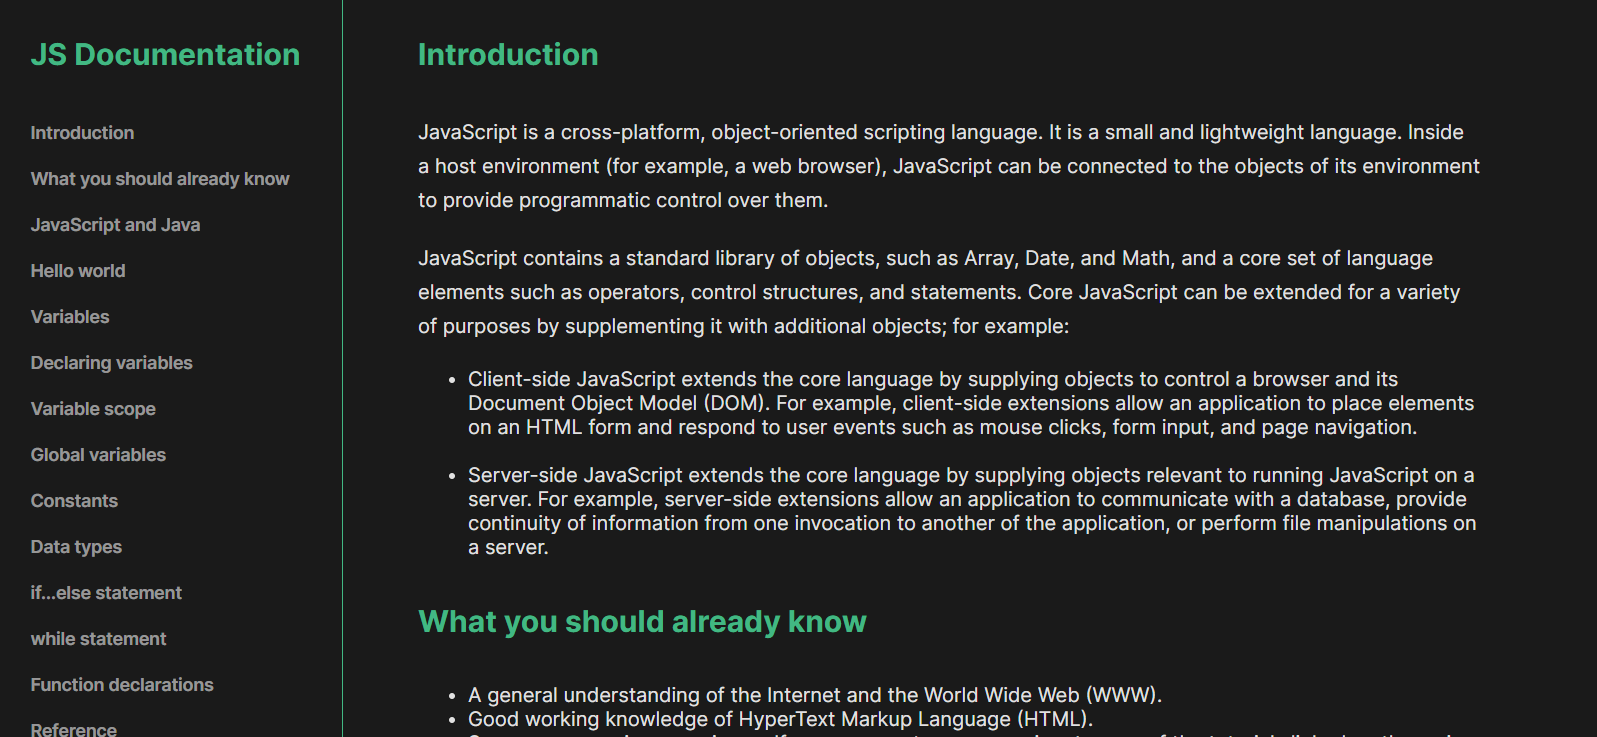 JS Documentation
Introduction
What you should already know
JavaScript and Java
Hello world
Variables
Declaring variables
Variable scope
Global variables
Constants
Data types
if...else statement
while statement
Function declarations
Reference
Introduction
JavaScript is a cross-platform, object-oriented scripting language. It is a small and lightweight language. Inside
a host environment (for example, a web browser), JavaScript can be connected to the objects of its environment
to provide programmatic control over them.
JavaScript contains a standard library of objects, such as Array, Date, and Math, and a core set of language
elements such as operators, control structures, and statements. Core JavaScript can be extended for a variety
of purposes by supplementing it with additional objects; for example:
• Client-side JavaScript extends the core language by supplying objects to control a browser and its
Document Object Model (DOM). For example, client-side extensions allow an application to place elements
on an HTML form and respond to user events such as mouse clicks, form input, and page navigation.
• Server-side JavaScript extends the core language by supplying objects relevant to running JavaScript on a
server. For example, server-side extensions allow an application to communicate with a database, provide
continuity of information from one invocation to another of the application, or perform file manipulations on
a server.
What you should already know
• A general understanding of the Internet and the World Wide Web (WWW).
• Good working knowledge of HyperText Markup Language (HTML).